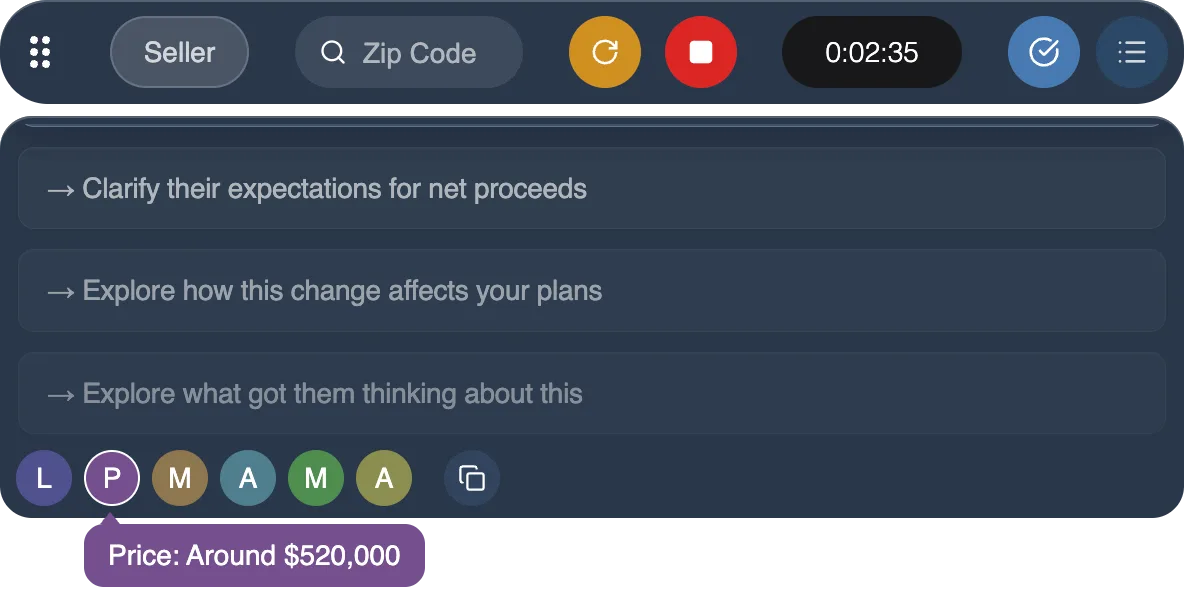 Seller
Zip Code
0:02:35
→ Clarify their expectations for net proceeds
→ Explore how this change affects your plans
→ Explore what got them thinking about this
L P M A M A
Price: Around $520,000